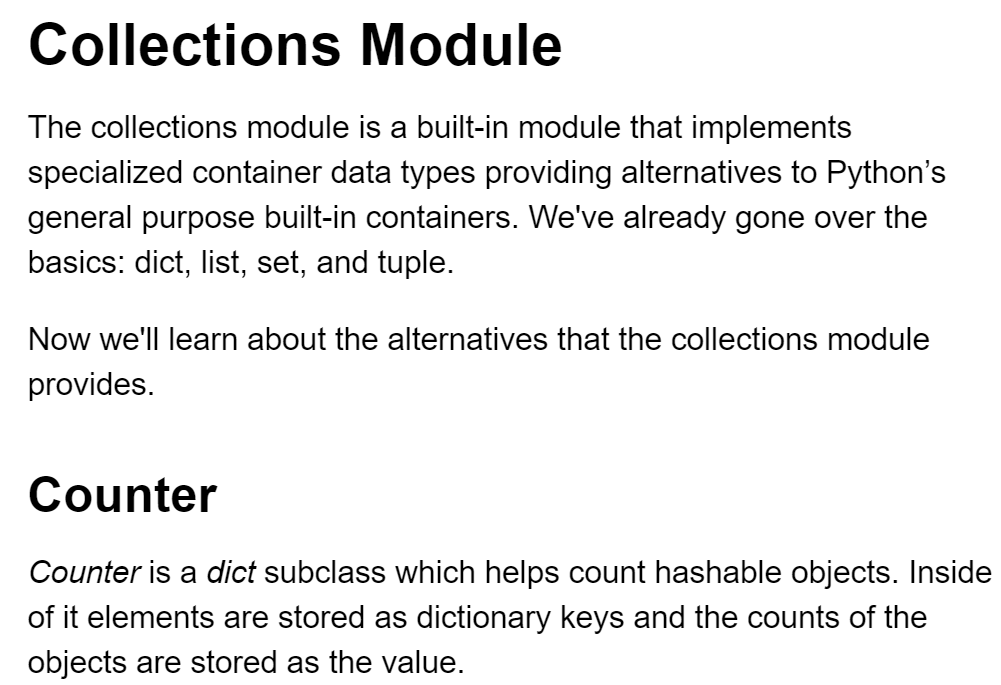 Collections Module
The collections module is a built-in module that implements
specialized container data types providing alternatives to Python’s
general purpose built-in containers. We've already gone over the
basics: dict, list, set, and tuple.
Now we'll learn about the alternatives that the collections module
provides.
Counter
Counter is a dict subclass which helps count hashable objects. Inside
of it elements are stored as dictionary keys and the counts of the
objects are stored as the value.